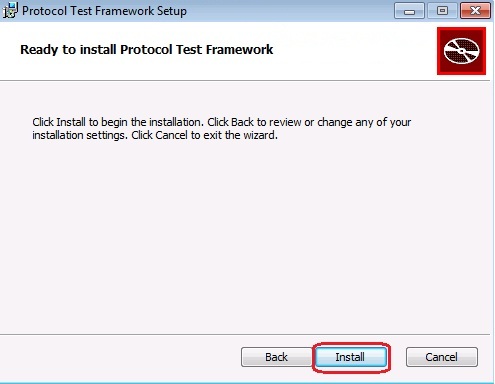 Protocol Test Framework Setup
Ready to install Protocol Test Framework
Click Install to begin the installation. Click Back to review or change any of your
installation settings. Click Cancel to exit the wizard.
Back Install Cancel